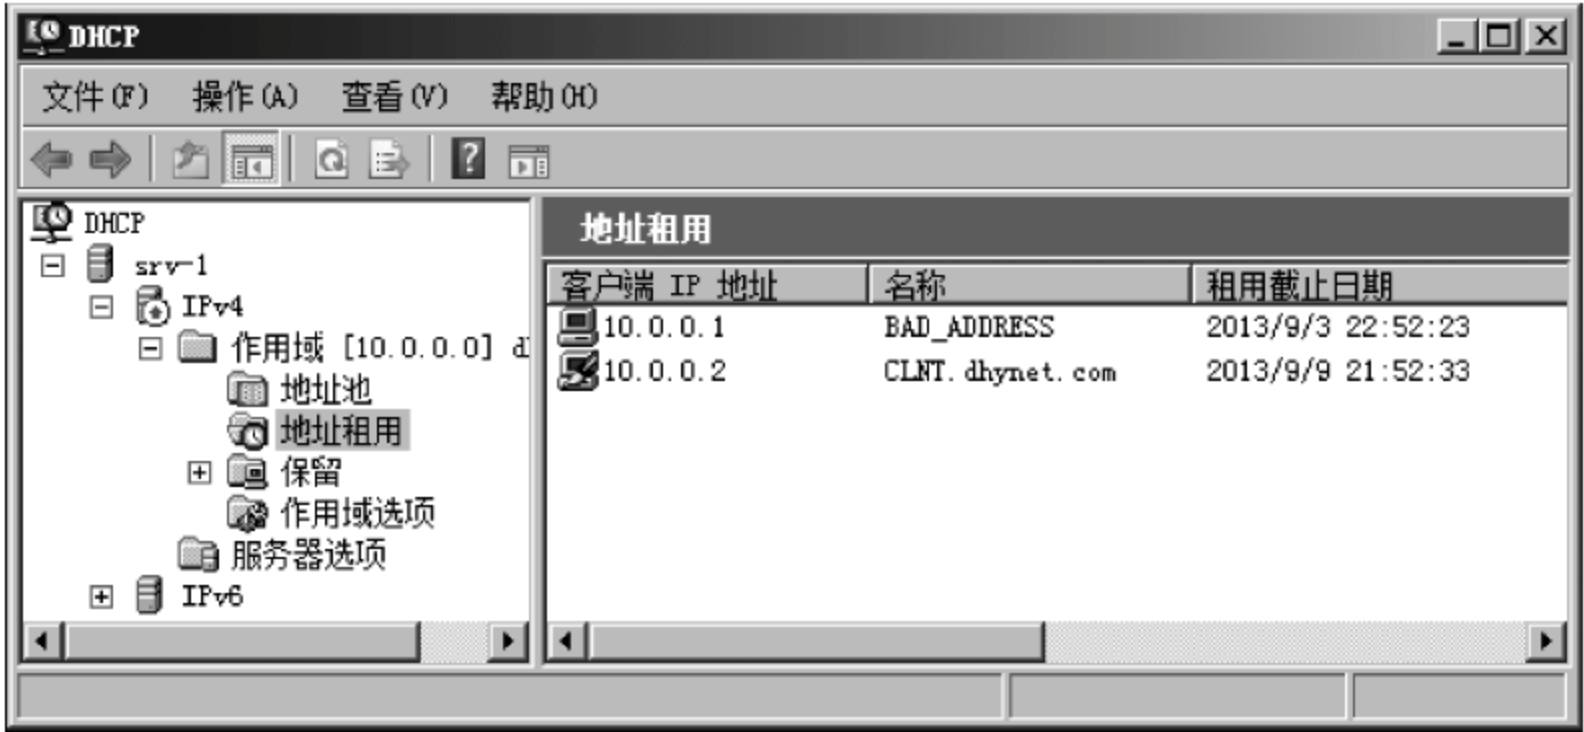 DHCP
文件(F) 操作(A) 查看(V) 帮助(H)
DHCP
srv-1
IPv4
作用域 [10.0.0.0]
地址池
地址租用
保留
作用域选项
服务器选项
IPv6
地址租用
客户端 IP 地址 名称 租用截止日期
10.0.0.1 BAD_ADDRESS 2013/9/3 22:52:23
10.0.0.2 CLNT.dhynet.com 2013/9/9 21:52:33